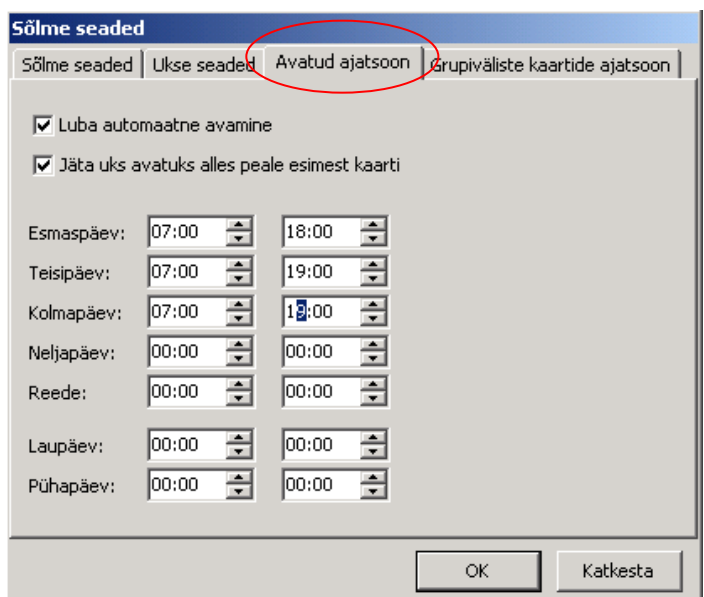 Sõlme seaded
Sõlme seaded Ukse seaded Avatud ajatsoon Grupiväliste kaartide ajatsoon
Luba automaatne avamine
Jäta uks avatuks alles peale esimest kaarti
Esmaspäev: 07:00 18:00
Teisipäev: 07:00 19:00
Kolmapäev: 07:00 19:00
Neljapäev: 00:00 00:00
Reede: 00:00 00:00
Laupäev: 00:00 00:00
Pühapäev: 00:00 00:00
OK Katkesta